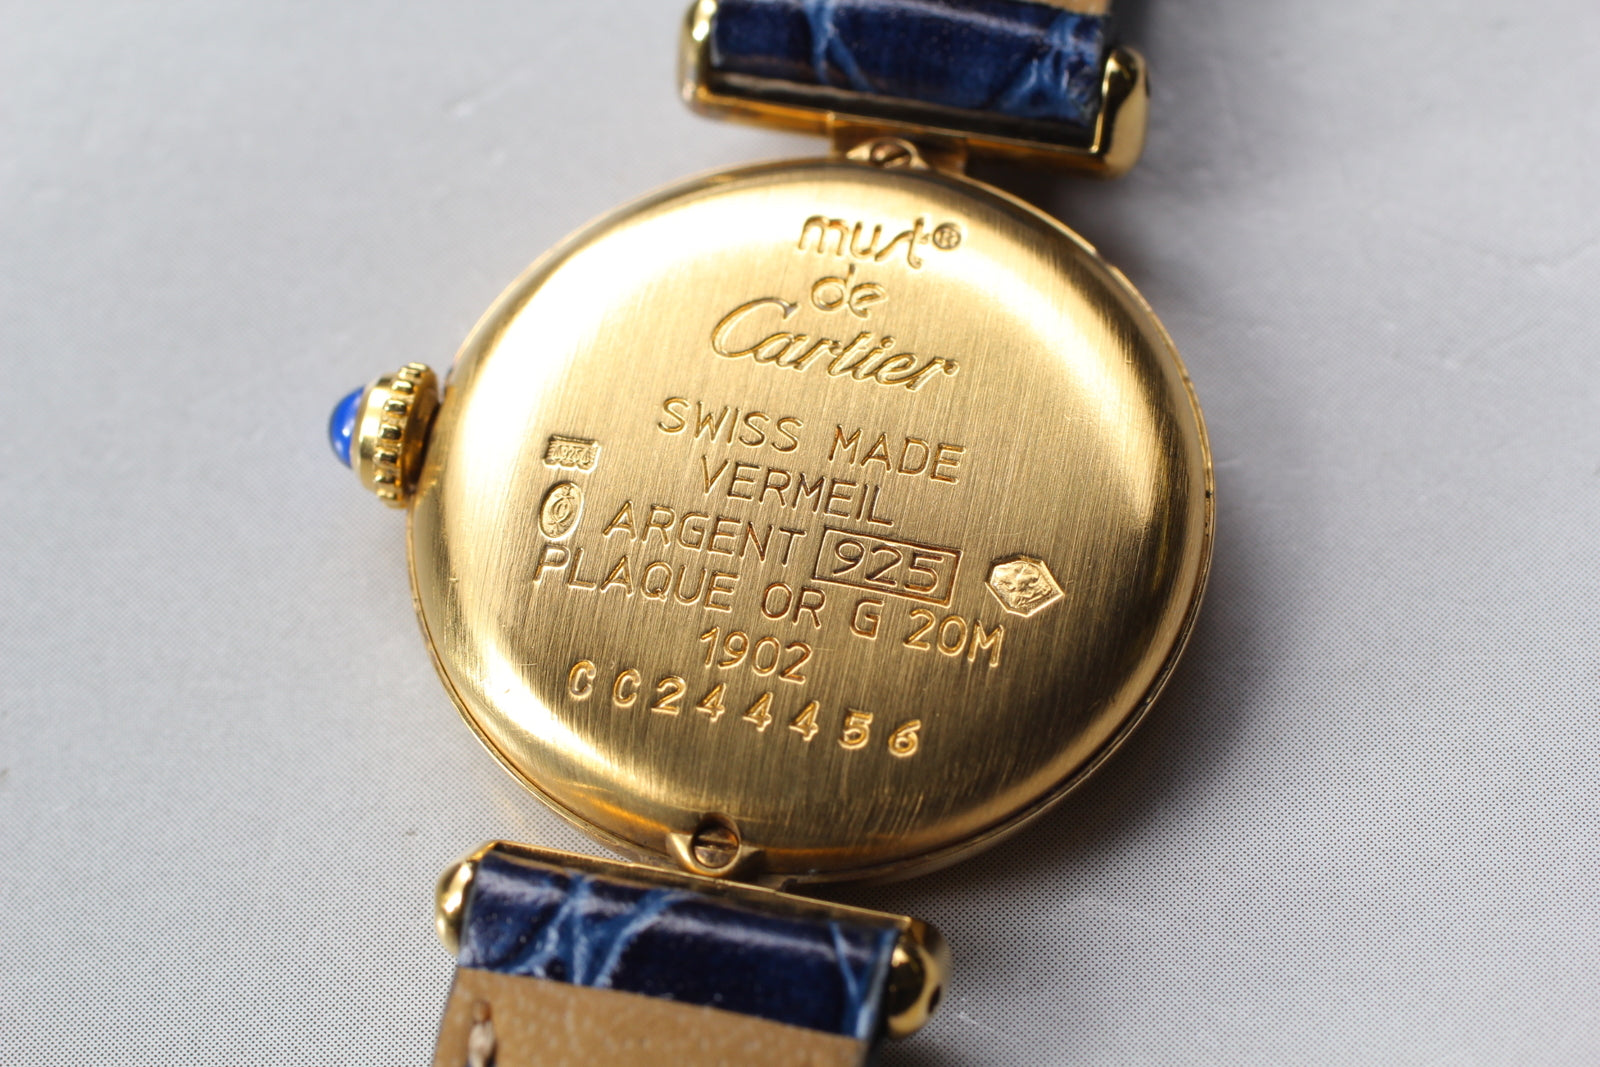 must®
de
Cartier
SWISS MADE
VERMEIL
ARGENT 925
PLAQUE OR G 20M
1902
CC244456